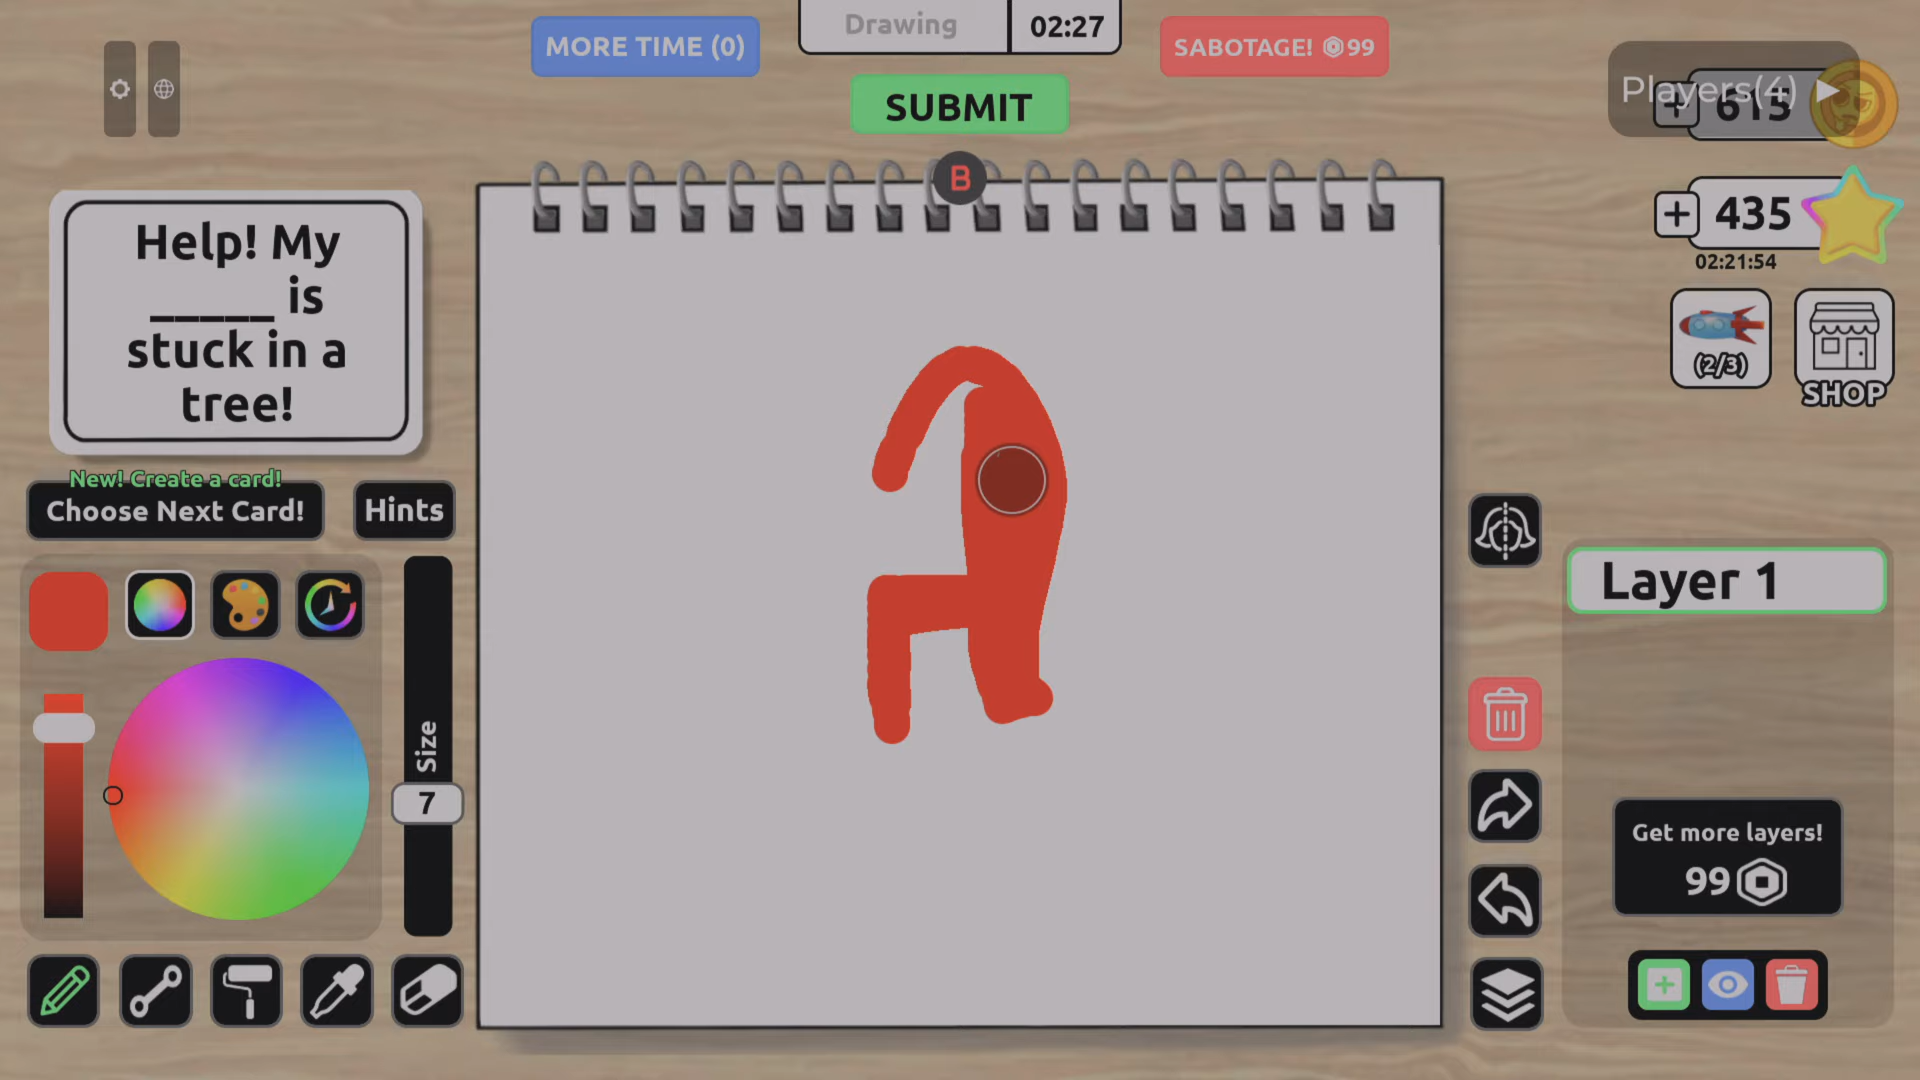 MORE TIME (0)
Drawing
02:27
SABOTAGE! 99
SUBMIT
B
Players(4)
615
435
02:21:54
(2/3)
SHOP
Help! My
_____ is
stuck in a
tree!
New! Create a card!
Choose Next Card!
Hints
Size
7
Layer 1
Get more layers!
99